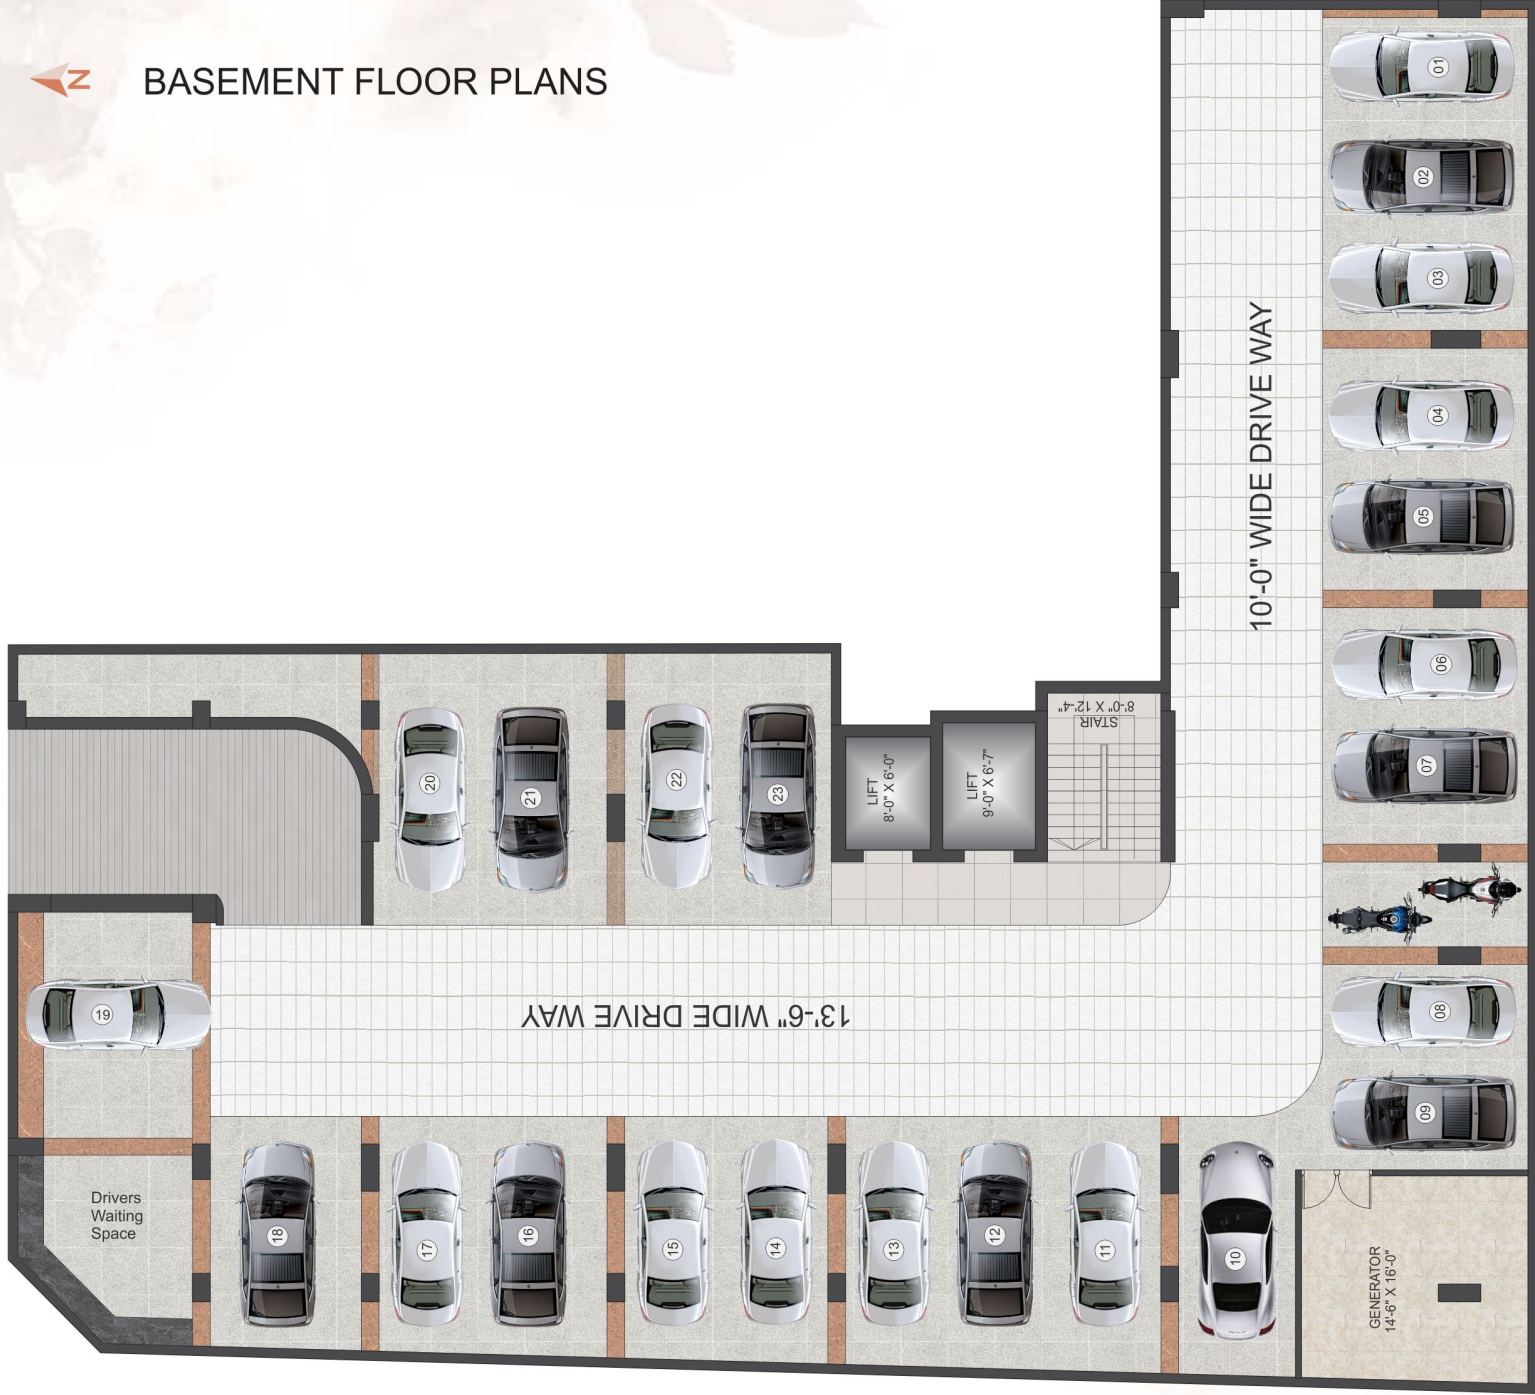 N
BASEMENT FLOOR PLANS
01
02
03
10'-0" WIDE DRIVE WAY
04
05
06
07
STAIR
8'-0" X 12'-4"
LIFT
8'-0" X 6'-0"
LIFT
9'-0" X 6'-7"
20
21
22
23
19
13'-6" WIDE DRIVE WAY
08
09
Drivers
Waiting
Space
18
17
16
15
14
13
12
11
10
GENERATOR
14'-6" X 16'-0"